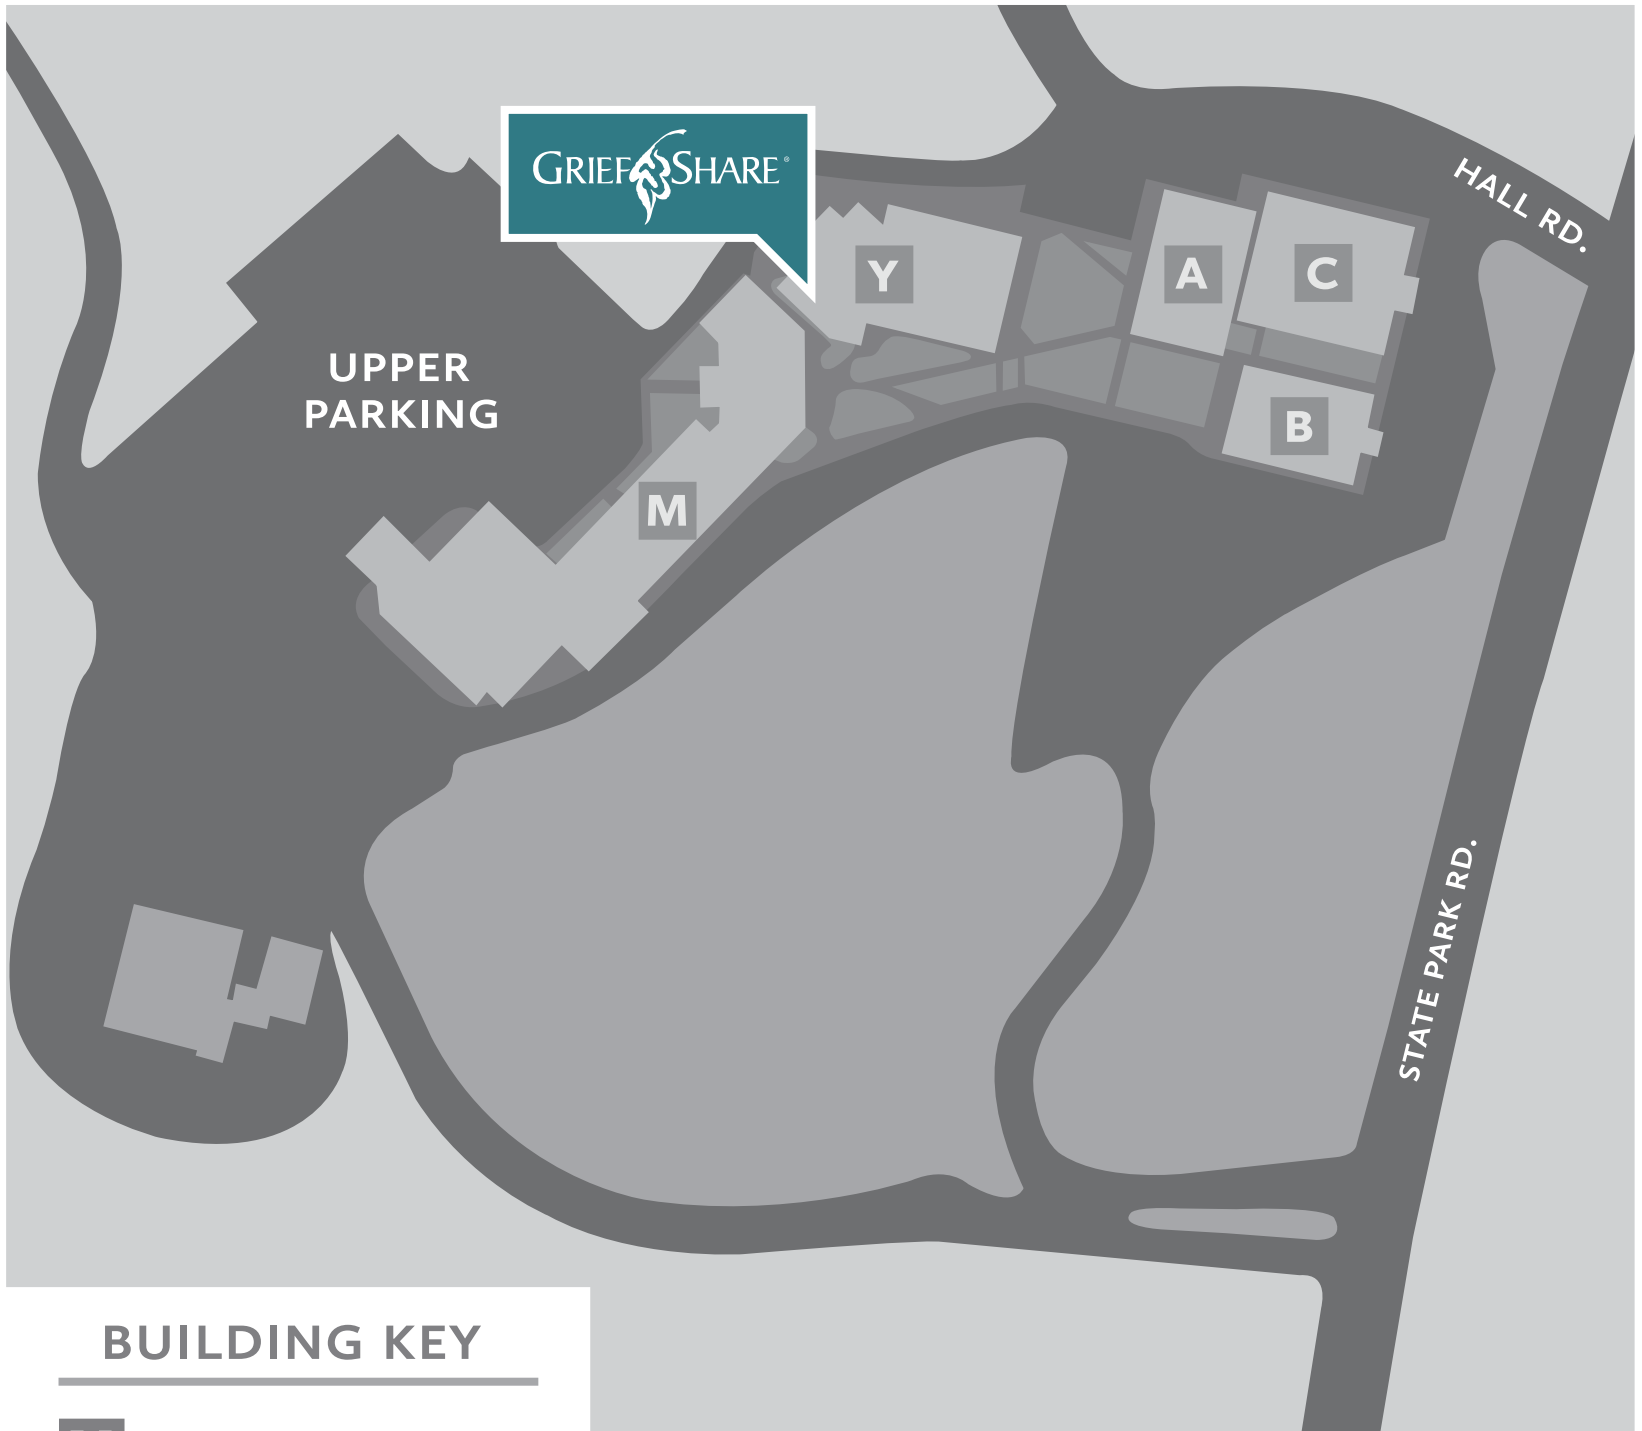 GRIEFSHARE®
HALL RD.
Y
A
C
UPPER
PARKING
B
M
STATE PARK RD.
BUILDING KEY